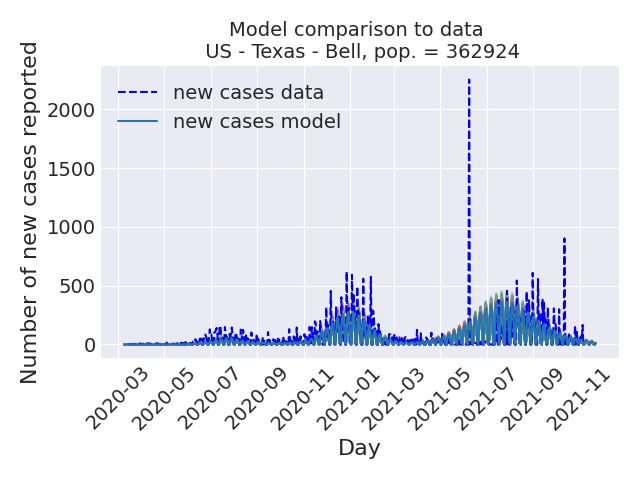 Model comparison to data
US - Texas - Bell, pop. = 362924
Number of new cases reported
new cases data
new cases model
2000
1500
1000
500
0
2020-03
2020-05
2020-07
2020-09
2020-11
2021-01
2021-03
2021-05
2021-07
2021-09
2021-11
Day